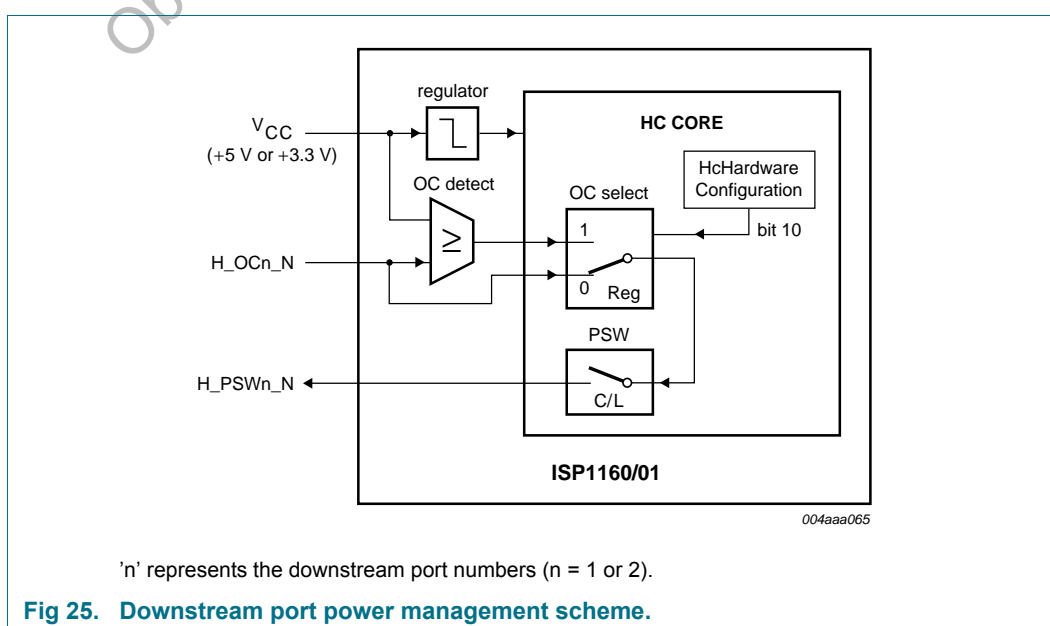 regulator
VCC
(+5 V or +3.3 V)
HC CORE
HcHardware
Configuration
OC detect
OC select
1
bit 10
≥
H_OCn_N
0
Reg
PSW
H_PSWn_N
C/L
ISP1160/01
004aaa065
'n' represents the downstream port numbers (n = 1 or 2).
Fig 25. Downstream port power management scheme.